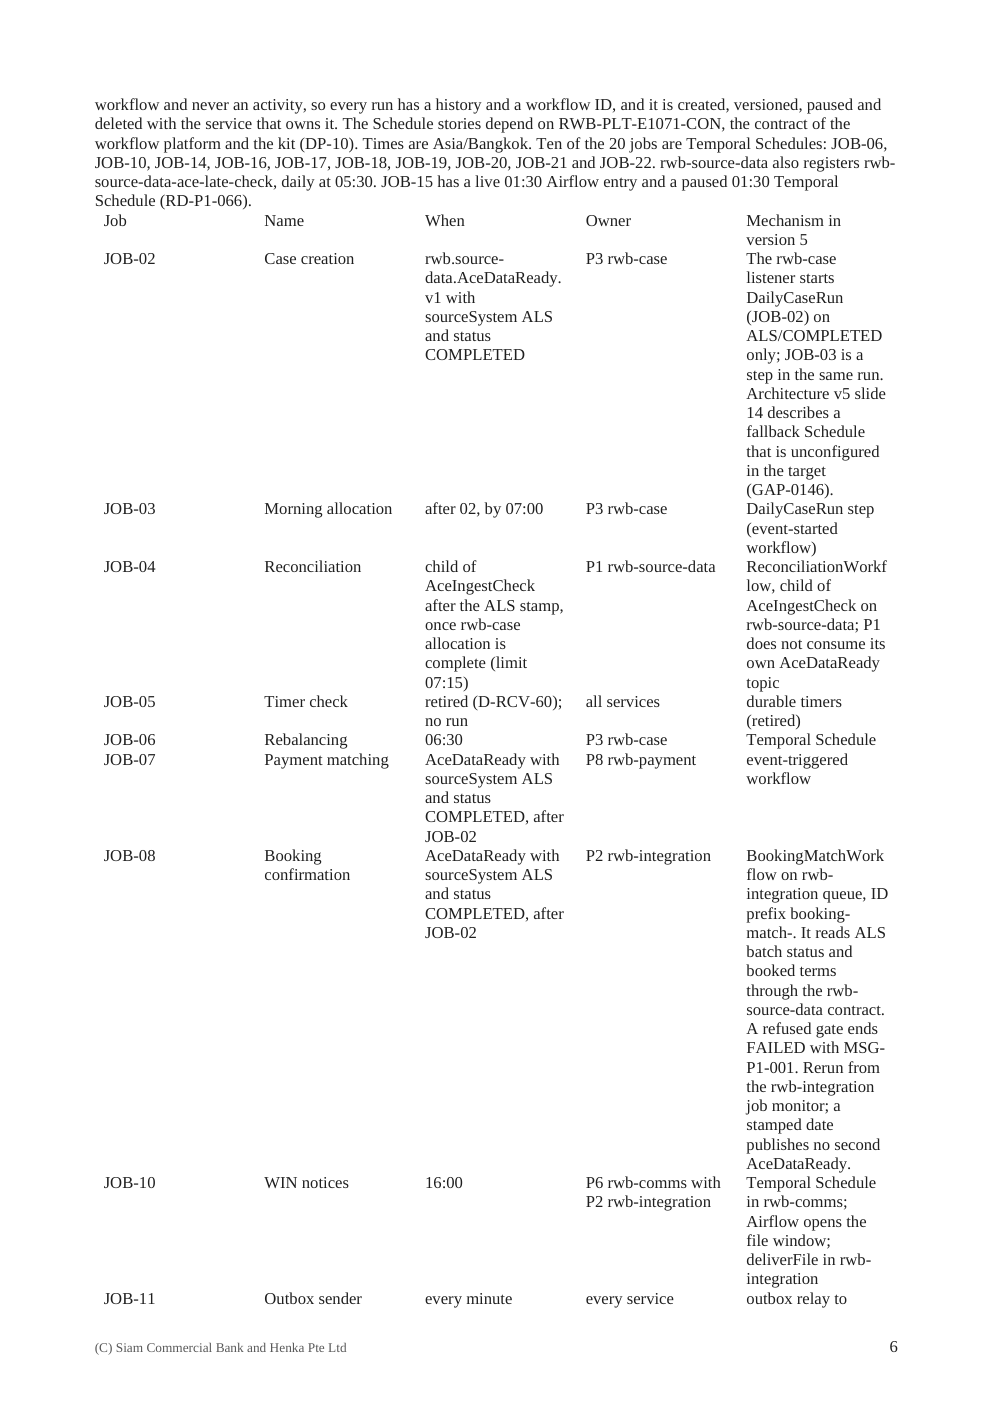 workflow and never an activity, so every run has a history and a workflow ID, and it is created, versioned, paused and
deleted with the service that owns it. The Schedule stories depend on RWB-PLT-E1071-CON, the contract of the
workflow platform and the kit (DP-10). Times are Asia/Bangkok. Ten of the 20 jobs are Temporal Schedules: JOB-06,
JOB-10, JOB-14, JOB-16, JOB-17, JOB-18, JOB-19, JOB-20, JOB-21 and JOB-22. rwb-source-data also registers rwb-
source-data-ace-late-check, daily at 05:30. JOB-15 has a live 01:30 Airflow entry and a paused 01:30 Temporal
Schedule (RD-P1-066).
Job
Name
When
Owner
Mechanism in
version 5
JOB-02
Case creation
rwb.source-
data.AceDataReady.
v1 with
sourceSystem ALS
and status
COMPLETED
P3 rwb-case
The rwb-case
listener starts
DailyCaseRun
(JOB-02) on
ALS/COMPLETED
only; JOB-03 is a
step in the same run.
Architecture v5 slide
14 describes a
fallback Schedule
that is unconfigured
in the target
(GAP-0146).
JOB-03
Morning allocation
after 02, by 07:00
P3 rwb-case
DailyCaseRun step
(event-started
workflow)
JOB-04
Reconciliation
child of
AceIngestCheck
after the ALS stamp,
once rwb-case
allocation is
complete (limit
07:15)
P1 rwb-source-data
ReconciliationWorkf
low, child of
AceIngestCheck on
rwb-source-data; P1
does not consume its
own AceDataReady
topic
JOB-05
Timer check
retired (D-RCV-60);
no run
all services
durable timers
(retired)
JOB-06
Rebalancing
06:30
P3 rwb-case
Temporal Schedule
JOB-07
Payment matching
AceDataReady with
sourceSystem ALS
and status
COMPLETED, after
JOB-02
P8 rwb-payment
event-triggered
workflow
JOB-08
Booking
confirmation
AceDataReady with
sourceSystem ALS
and status
COMPLETED, after
JOB-02
P2 rwb-integration
BookingMatchWork
flow on rwb-
integration queue, ID
prefix booking-
match-. It reads ALS
batch status and
booked terms
through the rwb-
source-data contract.
A refused gate ends
FAILED with MSG-
P1-001. Rerun from
the rwb-integration
job monitor; a
stamped date
publishes no second
AceDataReady.
JOB-10
WIN notices
16:00
P6 rwb-comms with
P2 rwb-integration
Temporal Schedule
in rwb-comms;
Airflow opens the
file window;
deliverFile in rwb-
integration
JOB-11
Outbox sender
every minute
every service
outbox relay to
(C) Siam Commercial Bank and Henka Pte Ltd
6